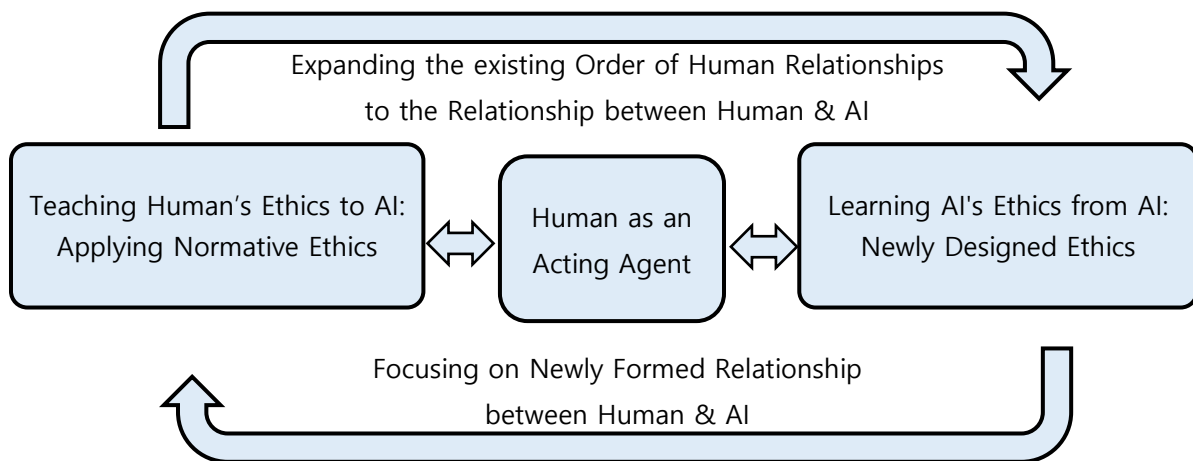 Expanding the existing Order of Human Relationships
to the Relationship between Human & AI
Teaching Human’s Ethics to AI:
Applying Normative Ethics
Human as an
Acting Agent
Learning AI's Ethics from AI:
Newly Designed Ethics
Focusing on Newly Formed Relationship
between Human & AI